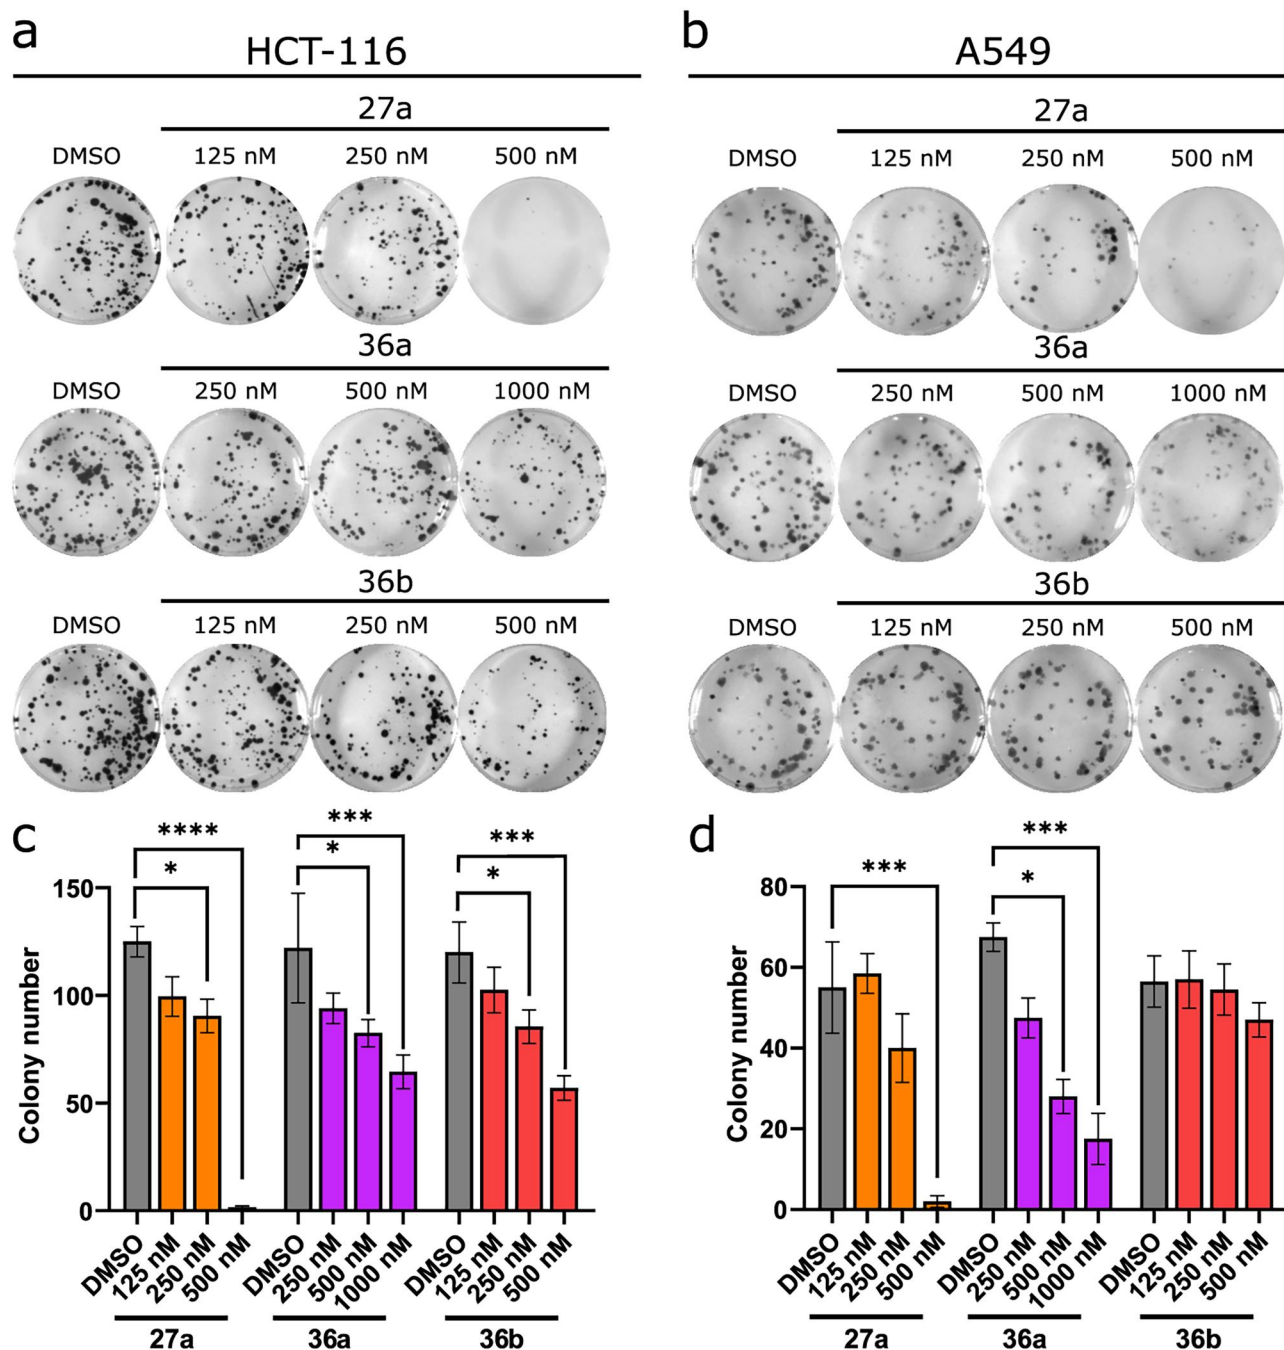 a
HCT-116
27a
DMSO 125 nM 250 nM 500 nM
36a
DMSO 250 nM 500 nM 1000 nM
36b
DMSO 125 nM 250 nM 500 nM
b
A549
27a
DMSO 125 nM 250 nM 500 nM
36a
DMSO 250 nM 500 nM 1000 nM
36b
DMSO 125 nM 250 nM 500 nM
c
**** *** ***
* * *
Colony number
150
100
50
0
DMSO 125 nM 250 nM 500 nM DMSO 250 nM 500 nM 1000 nM DMSO 125 nM 250 nM 500 nM
27a 36a 36b
d
*** ***
*
Colony number
80
60
40
20
0
DMSO 125 nM 250 nM 500 nM DMSO 250 nM 500 nM 1000 nM DMSO 125 nM 250 nM 500 nM
27a 36a 36b